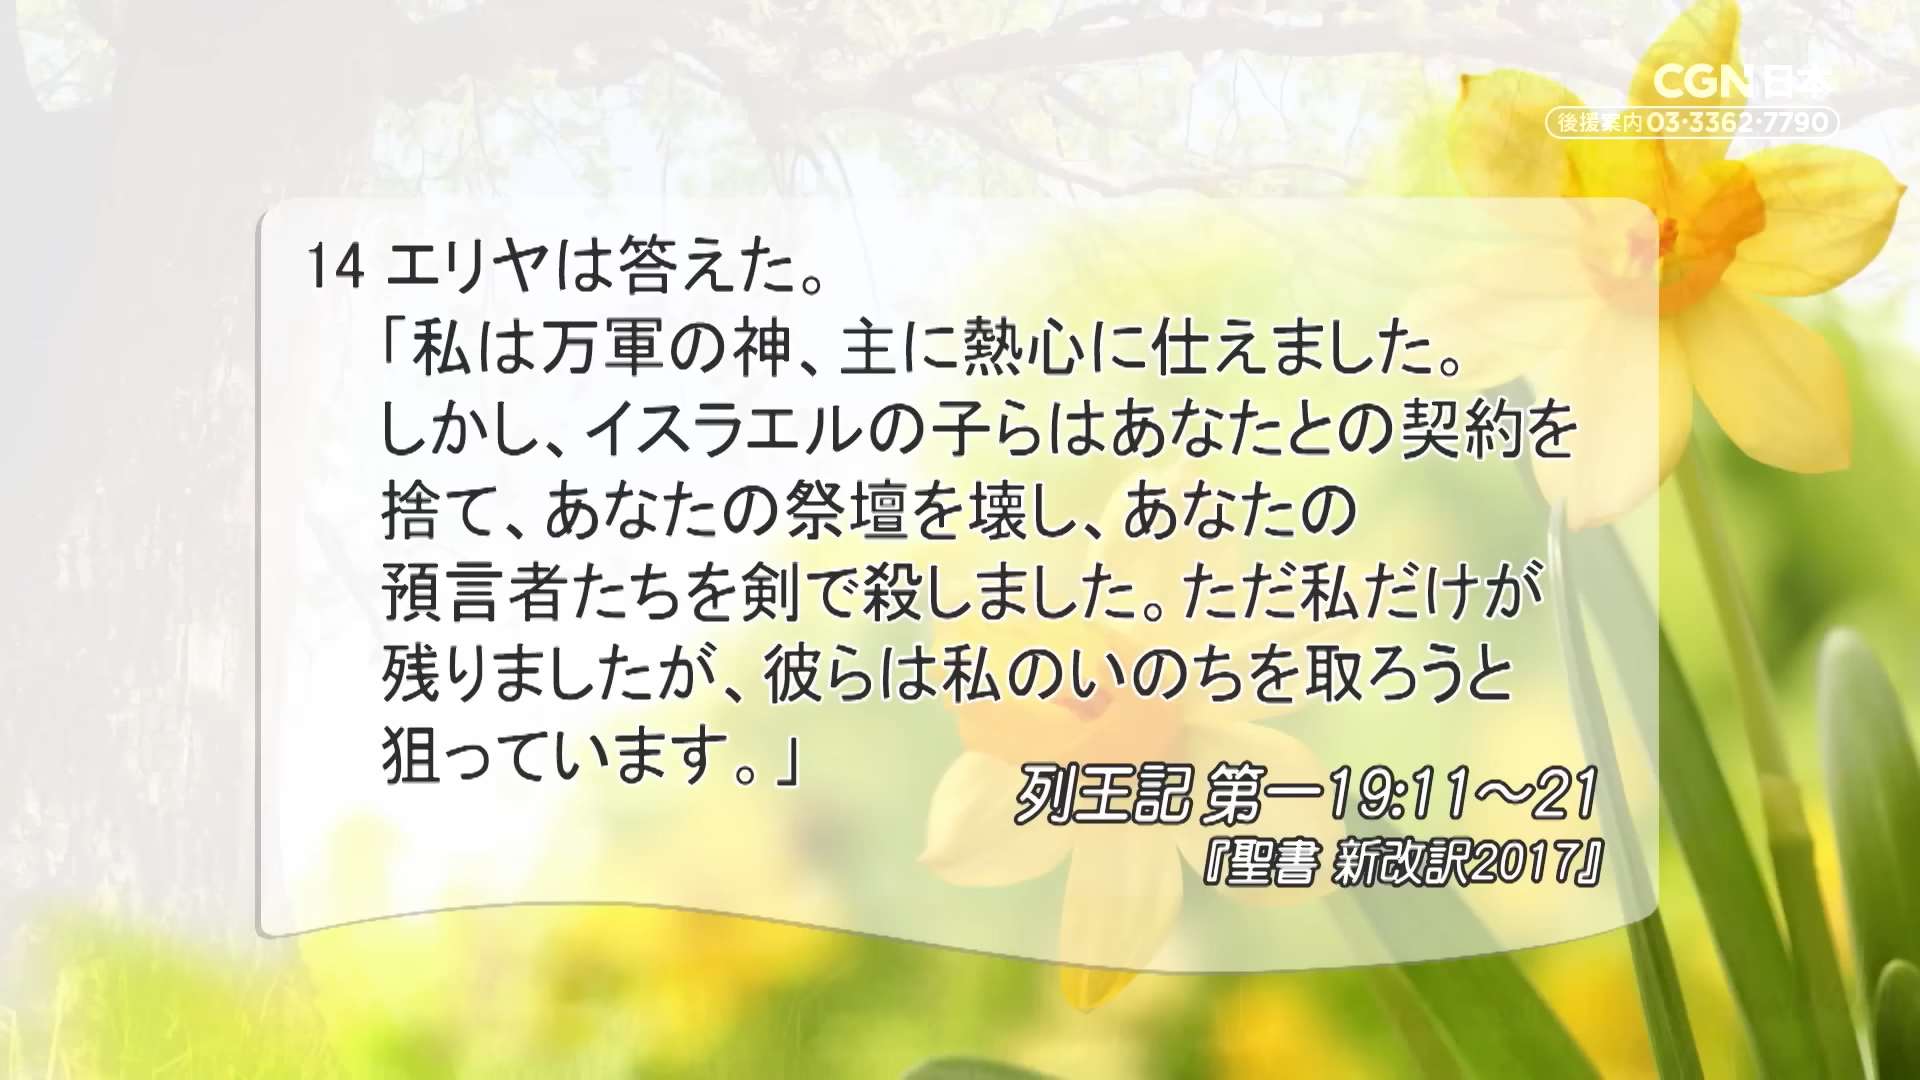 CGN日本
後援案内03・3362・7790
14 エリヤは答えた。
「私は万軍の神、主に熱心に仕えました。
しかし、イスラエルの子らはあなたとの契約を
捨て、あなたの祭壇を壊し、あなたの
預言者たちを剣で殺しました。ただ私だけが
残りましたが、彼らは私のいのちを取ろうと
狙っています。」
列王記 第一19:11～21
『聖書 新改訳2017』